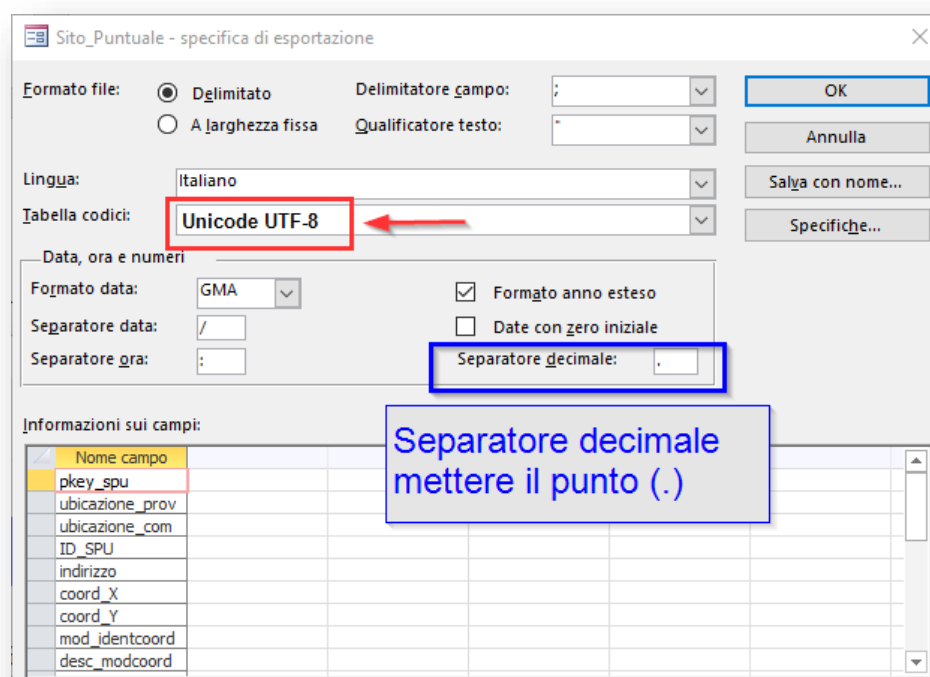 Sito_Puntuale - specifica di esportazione
Formato file:
Delimitato
Delimitatore campo:
;
OK
A larghezza fissa
Qualificatore testo:
"
Annulla
Lingua:
Italiano
Salva con nome...
Tabella codici:
Unicode UTF-8
Specifiche...
Data, ora e numeri
Formato data:
GMA
Formato anno esteso
Separatore data:
/
Date con zero iniziale
Separatore ora:
:
Separatore decimale:
.
Separatore decimale
mettere il punto (.)
Informazioni sui campi:
Nome campo
pkey_spu
ubicazione_prov
ubicazione_com
ID_SPU
indirizzo
coord_X
coord_Y
mod_identcoord
desc_modcoord